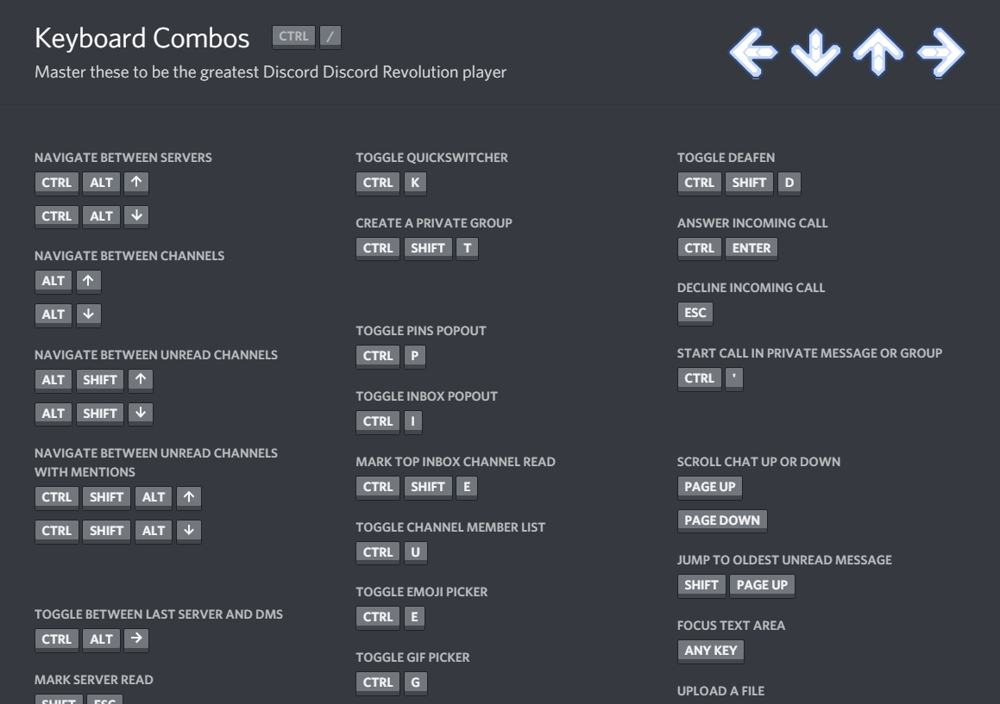 Keyboard Combos CTRL /
Master these to be the greatest Discord Discord Revolution player
NAVIGATE BETWEEN SERVERS
CTRL ALT ↑
CTRL ALT ↓
NAVIGATE BETWEEN CHANNELS
ALT ↑
ALT ↓
NAVIGATE BETWEEN UNREAD CHANNELS
ALT SHIFT ↑
ALT SHIFT ↓
NAVIGATE BETWEEN UNREAD CHANNELS
WITH MENTIONS
CTRL SHIFT ALT ↑
CTRL SHIFT ALT ↓
TOGGLE BETWEEN LAST SERVER AND DMS
CTRL ALT →
MARK SERVER READ
SHIFT ESC
TOGGLE QUICKSWITCHER
CTRL K
CREATE A PRIVATE GROUP
CTRL SHIFT T
TOGGLE PINS POPOUT
CTRL P
TOGGLE INBOX POPOUT
CTRL I
MARK TOP INBOX CHANNEL READ
CTRL SHIFT E
TOGGLE CHANNEL MEMBER LIST
CTRL U
TOGGLE EMOJI PICKER
CTRL E
TOGGLE GIF PICKER
CTRL G
TOGGLE DEAFEN
CTRL SHIFT D
ANSWER INCOMING CALL
CTRL ENTER
DECLINE INCOMING CALL
ESC
START CALL IN PRIVATE MESSAGE OR GROUP
CTRL '
SCROLL CHAT UP OR DOWN
PAGE UP
PAGE DOWN
JUMP TO OLDEST UNREAD MESSAGE
SHIFT PAGE UP
FOCUS TEXT AREA
ANY KEY
UPLOAD A FILE